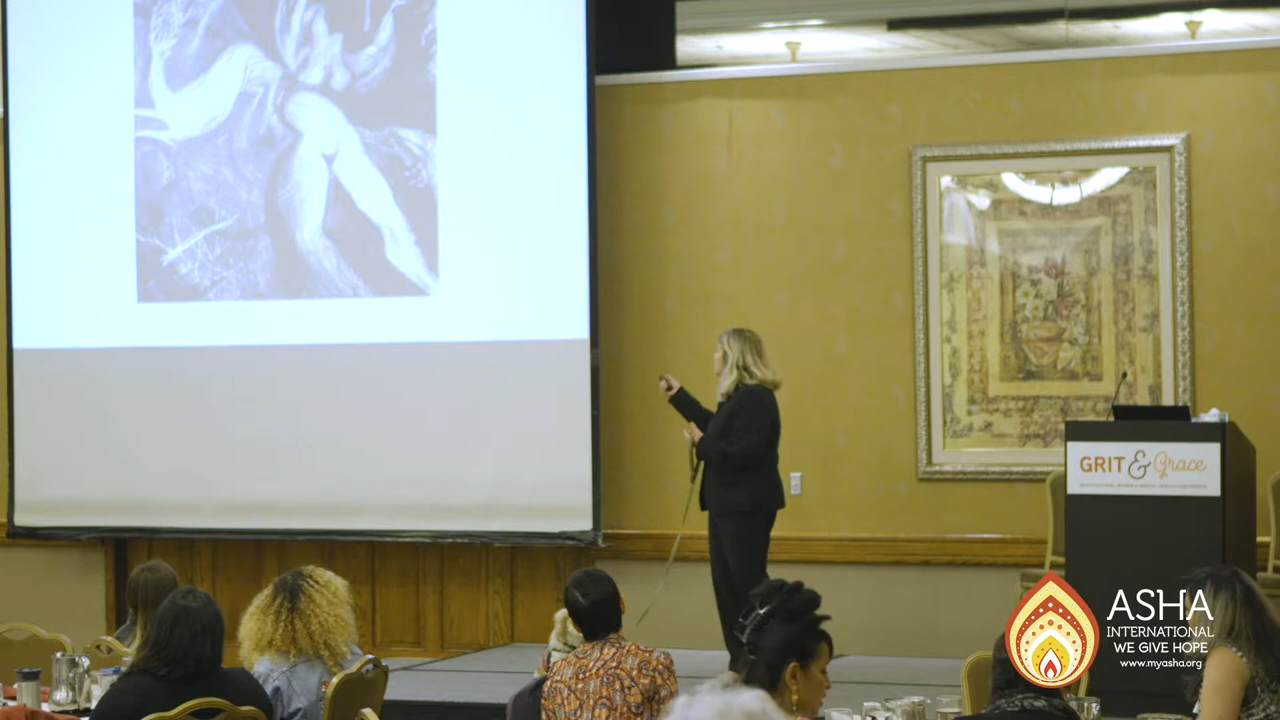 GRIT & Grace
ASHA
INTERNATIONAL
WE GIVE HOPE
www.myasha.org